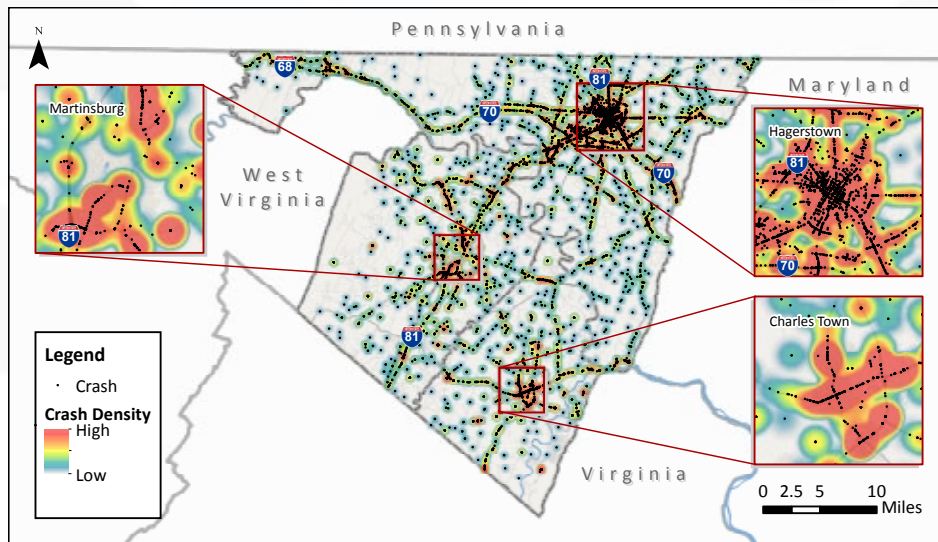 Pennsylvania
N
68
81
Maryland
Martinsburg
70
Hagerstown
81
West
Virginia
70
81
70
Charles Town
81
Legend
Crash
Crash Density
High
Low
Virginia
0 2.5 5 10
Miles